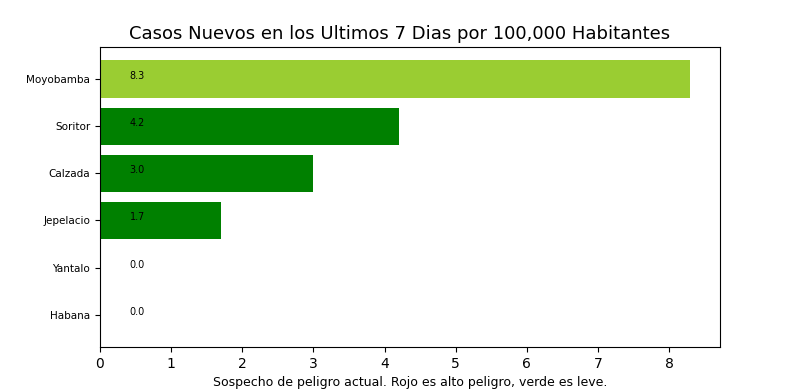 Casos Nuevos en los Ultimos 7 Dias por 100,000 Habitantes
Moyobamba 8.3
Soritor 4.2
Calzada 3.0
Jepelacio 1.7
Yantalo 0.0
Habana 0.0
0 1 2 3 4 5 6 7 8
Sospecho de peligro actual. Rojo es alto peligro, verde es leve.